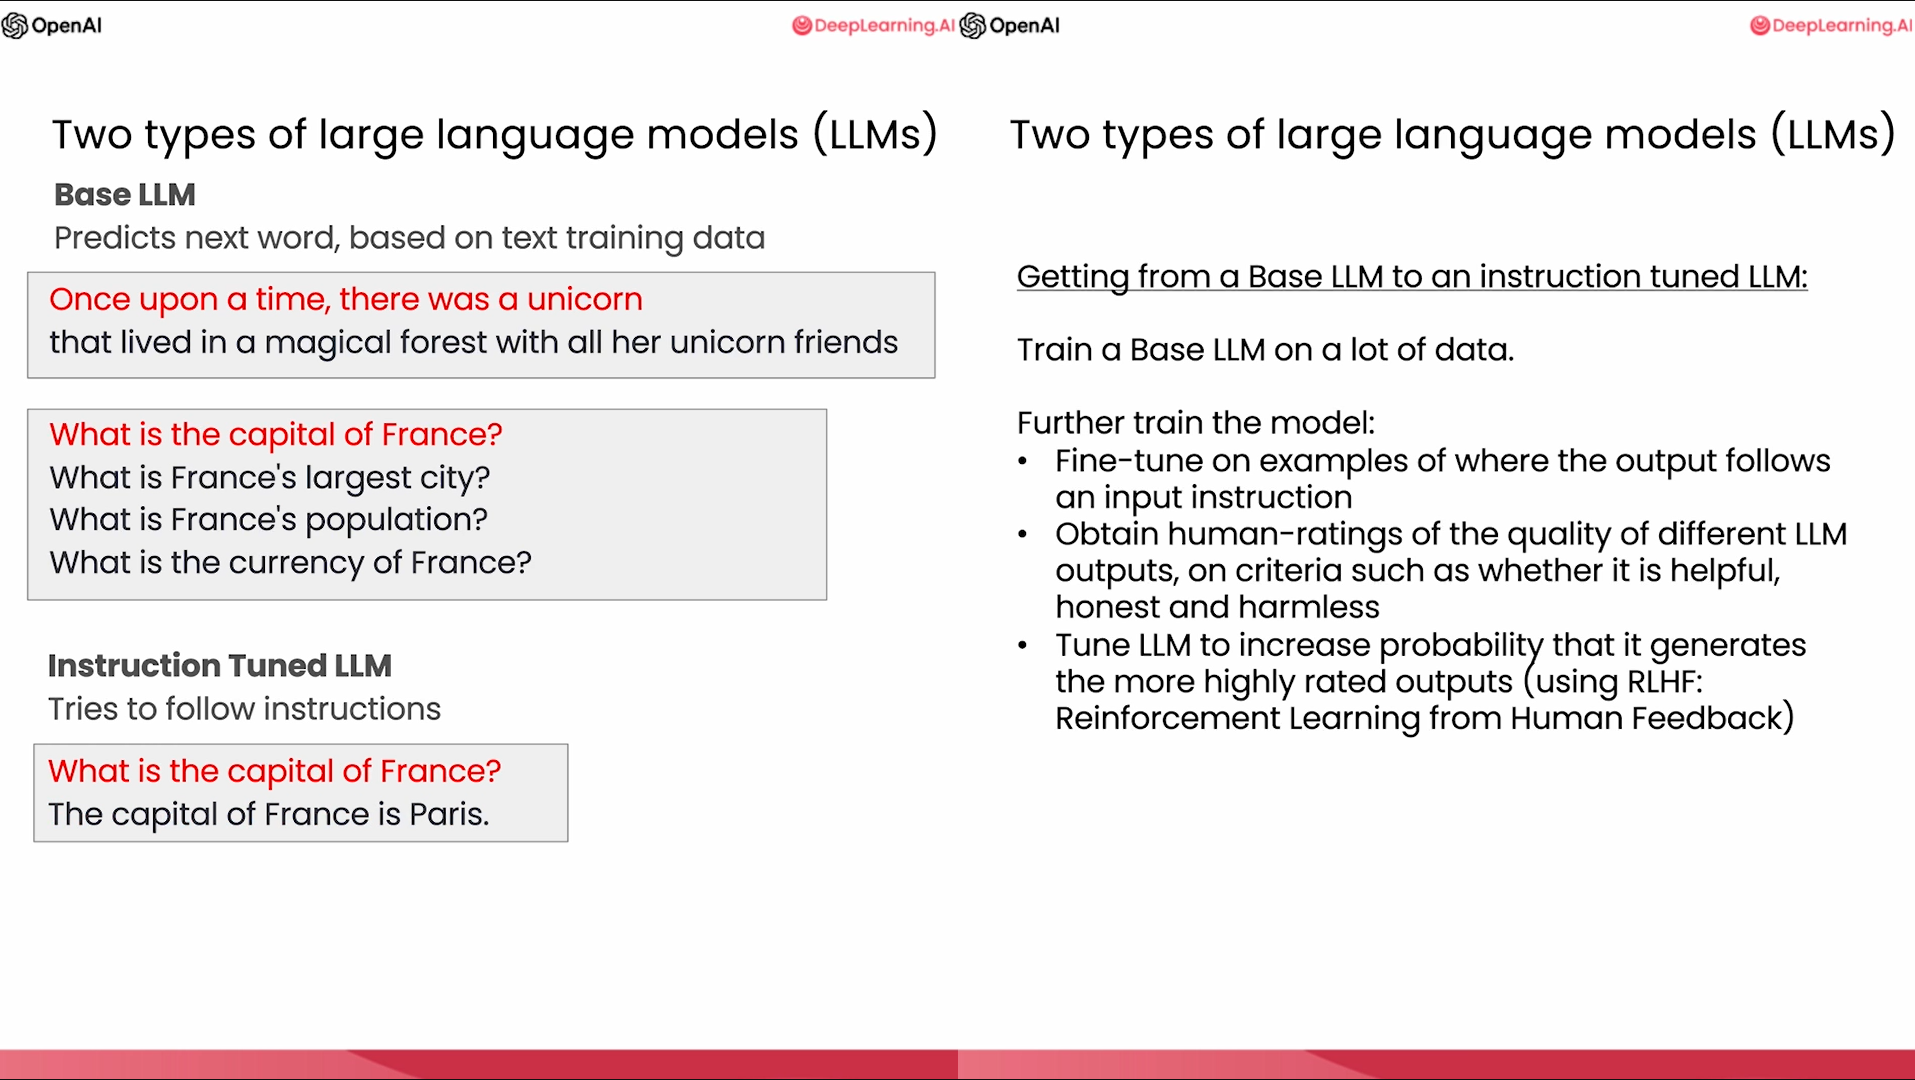 OpenAI
DeepLearning.AI
Two types of large language models (LLMs)
Base LLM
Predicts next word, based on text training data
Once upon a time, there was a unicorn
that lived in a magical forest with all her unicorn friends
What is the capital of France?
What is France's largest city?
What is France's population?
What is the currency of France?
Instruction Tuned LLM
Tries to follow instructions
What is the capital of France?
The capital of France is Paris.
OpenAI
DeepLearning.AI
Two types of large language models (LLMs)
Getting from a Base LLM to an instruction tuned LLM:
Train a Base LLM on a lot of data.
Further train the model:
• Fine-tune on examples of where the output follows
an input instruction
• Obtain human-ratings of the quality of different LLM
outputs, on criteria such as whether it is helpful,
honest and harmless
• Tune LLM to increase probability that it generates
the more highly rated outputs (using RLHF:
Reinforcement Learning from Human Feedback)